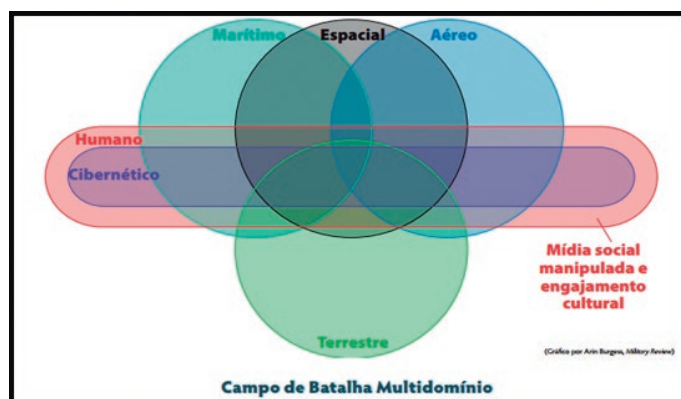 Marítimo
Espacial
Aéreo
Humano
Cibernético
Mídia social
manipulada e
engajamento
cultural
Terrestre
(Gráfico por Arin Burgess, Military Review)
Campo de Batalha Multidomínio